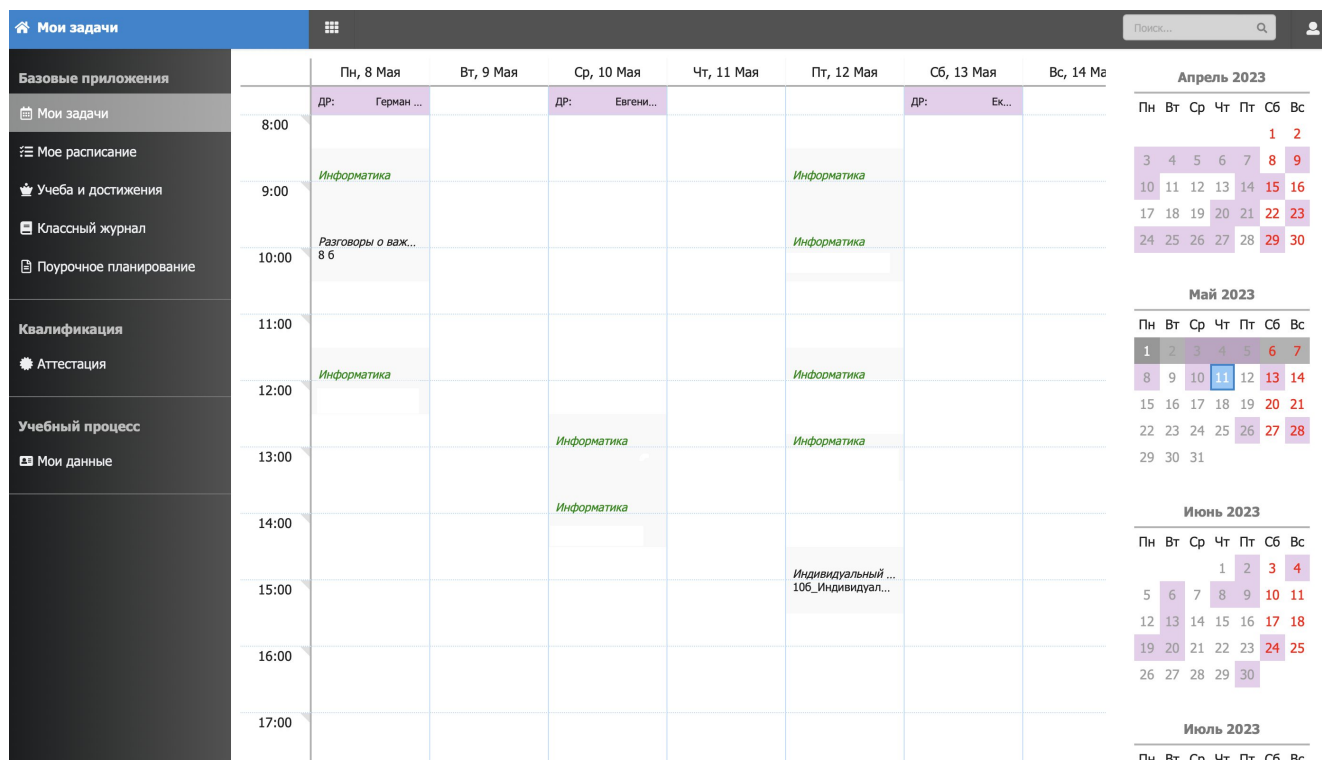 Мои задачи
Поиск...
Базовые приложения
Мои задачи
Мое расписание
Учеба и достижения
Классный журнал
Поурочное планирование
Квалификация
Аттестация
Учебный процесс
Мои данные
Пн, 8 Мая Вт, 9 Мая Ср, 10 Мая Чт, 11 Мая Пт, 12 Мая Сб, 13 Мая Вс, 14 Ма
ДР: Герман ... ДР: Евгени... ДР: Ек...
8:00
Информатика Информатика
9:00
Разговоры о важ... Информатика
8 б
10:00
11:00
Информатика Информатика
12:00
Информатика Информатика
13:00
Информатика
14:00
Индивидуальный ...
10б_Индивидуал...
15:00
16:00
17:00
Апрель 2023
Пн Вт Ср Чт Пт Сб Вс
1 2
3 4 5 6 7 8 9
10 11 12 13 14 15 16
17 18 19 20 21 22 23
24 25 26 27 28 29 30
Май 2023
Пн Вт Ср Чт Пт Сб Вс
1 2 3 4 5 6 7
8 9 10 11 12 13 14
15 16 17 18 19 20 21
22 23 24 25 26 27 28
29 30 31
Июнь 2023
Пн Вт Ср Чт Пт Сб Вс
1 2 3 4
5 6 7 8 9 10 11
12 13 14 15 16 17 18
19 20 21 22 23 24 25
26 27 28 29 30
Июль 2023
Пн Вт Ср Чт Пт Сб Вс